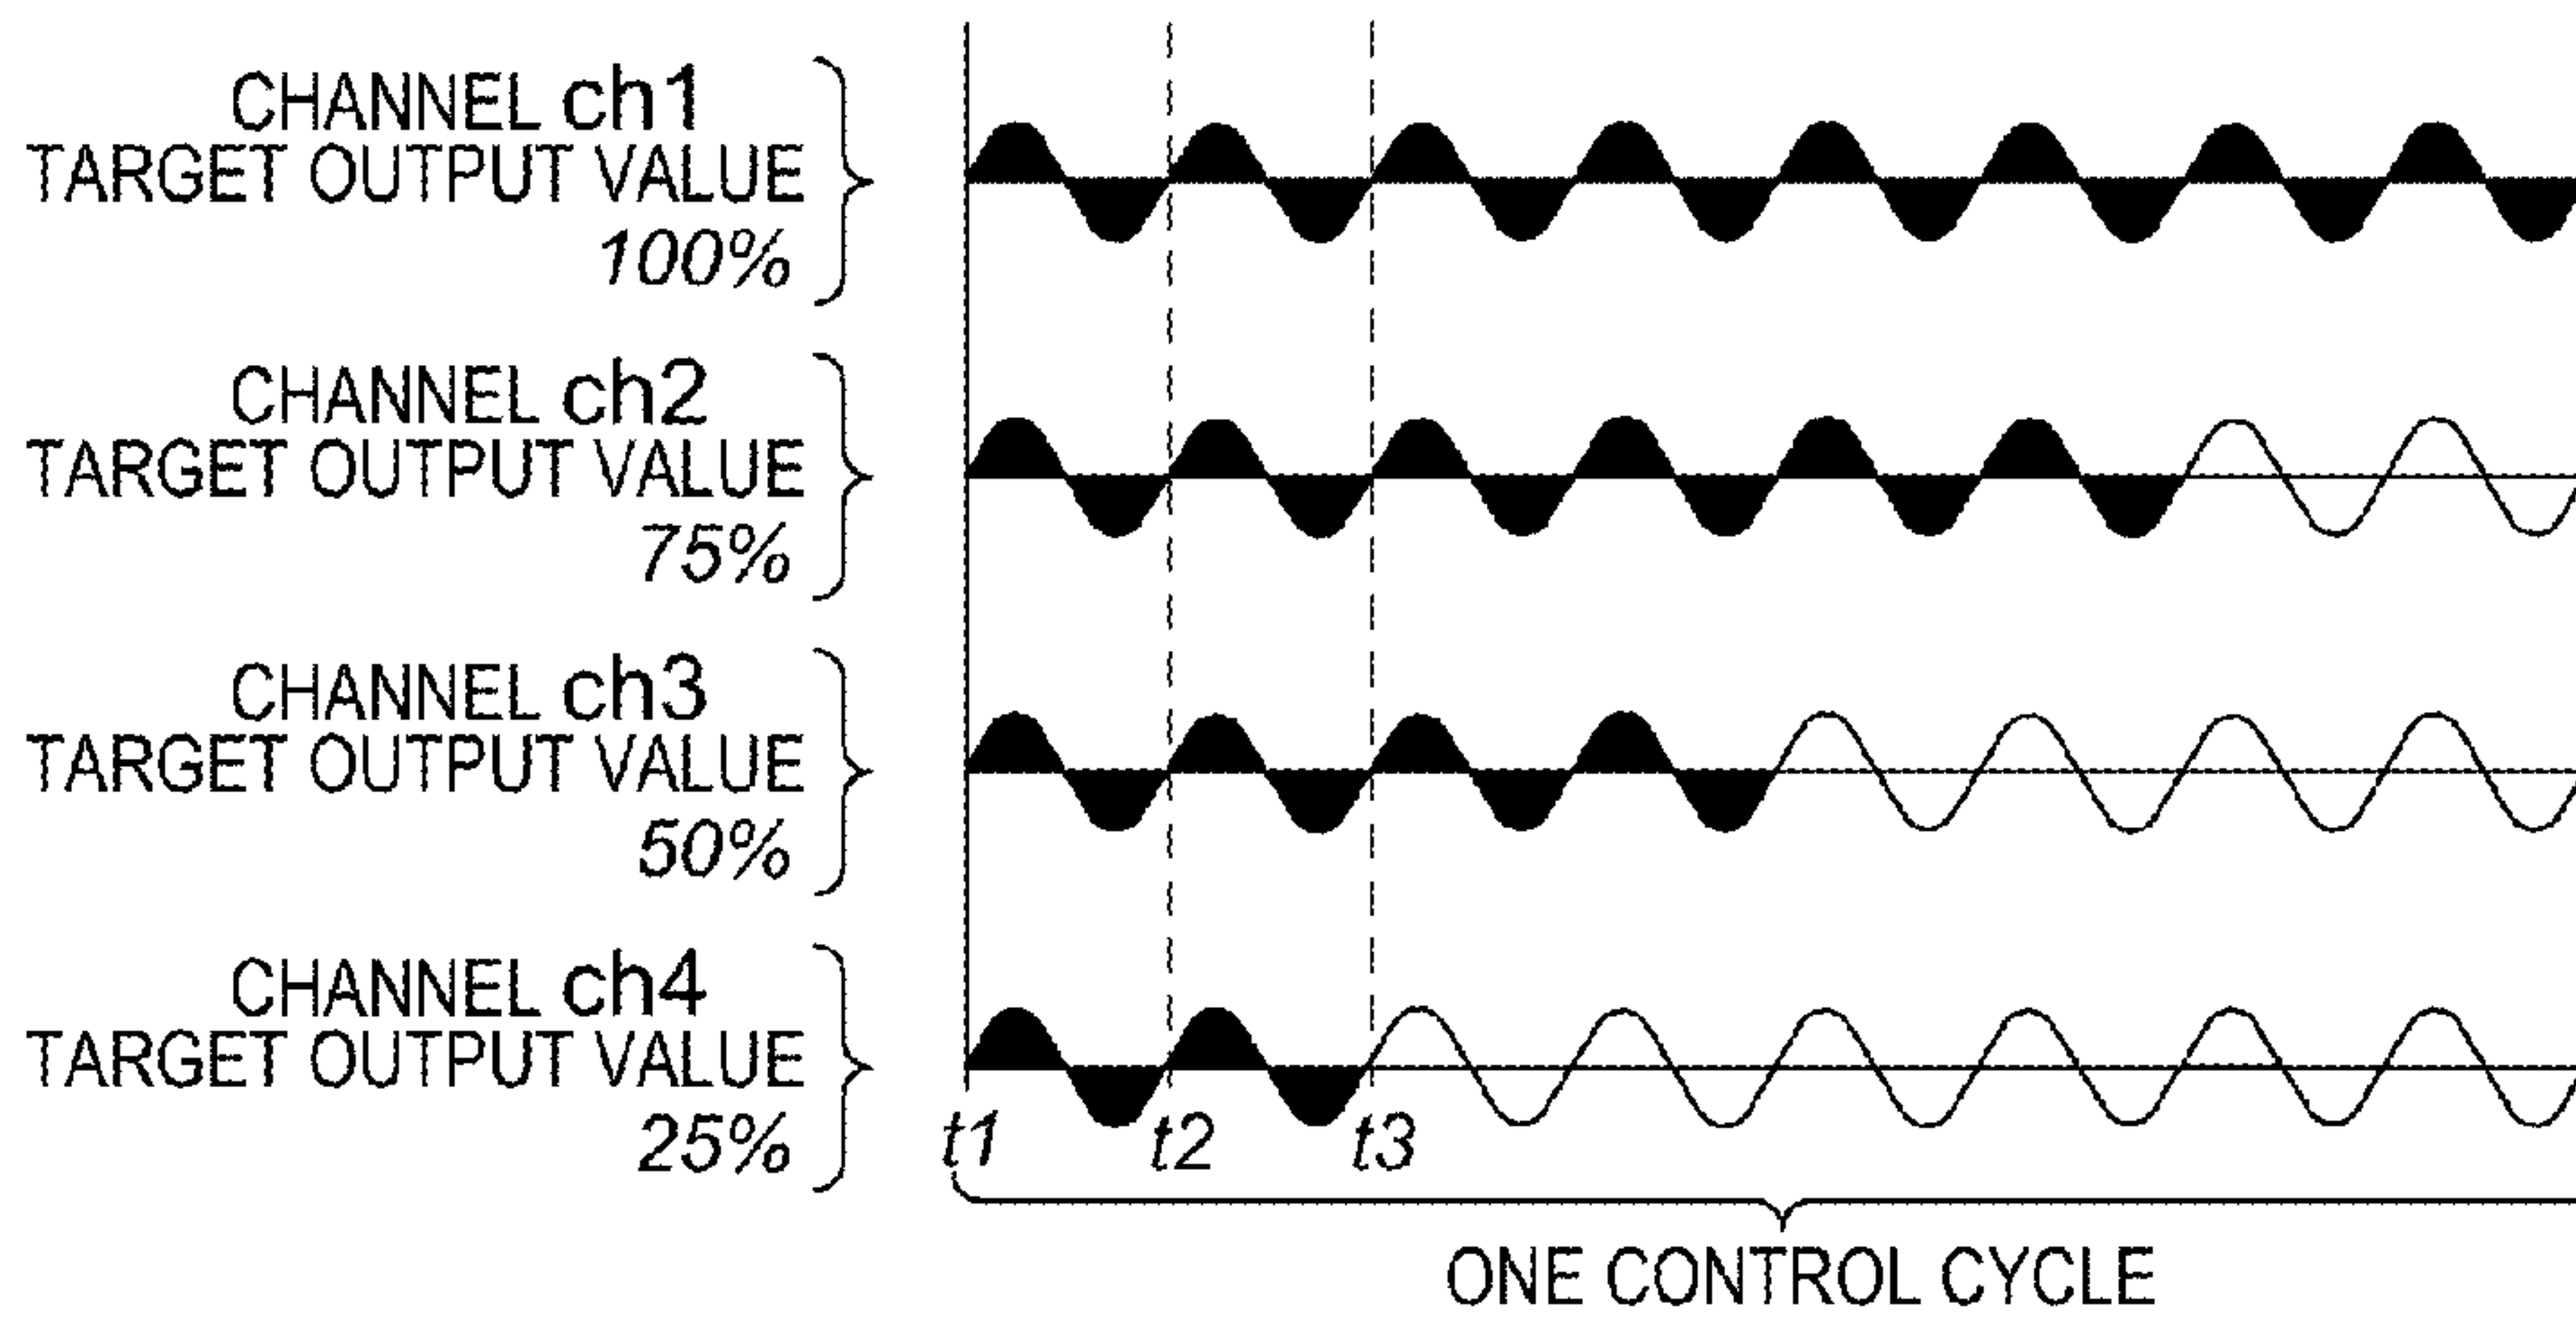 CHANNEL ch1
TARGET OUTPUT VALUE
100%
CHANNEL ch2
TARGET OUTPUT VALUE
75%
CHANNEL ch3
TARGET OUTPUT VALUE
50%
CHANNEL ch4
TARGET OUTPUT VALUE
25%
t1 t2 t3
ONE CONTROL CYCLE